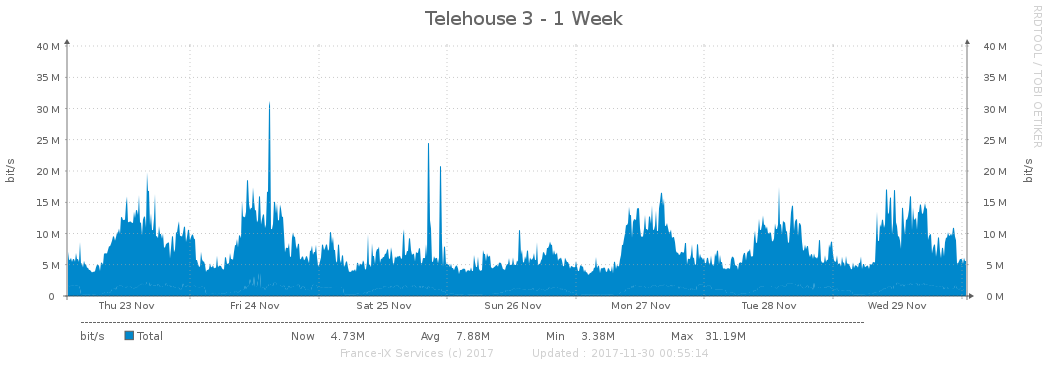 Telehouse 3 - 1 Week
RRDTOOL / TOBI OETIKER
bit/s
40 M
35 M
30 M
25 M
20 M
15 M
10 M
5 M
0
40 M
35 M
30 M
25 M
20 M
15 M
10 M
5 M
0 M
bit/s
Thu 23 Nov Fri 24 Nov Sat 25 Nov Sun 26 Nov Mon 27 Nov Tue 28 Nov Wed 29 Nov
bit/s Total Now 4.73M Avg 7.88M Min 3.38M Max 31.19M
France-IX Services (c) 2017 Updated : 2017-11-30 00:55:14